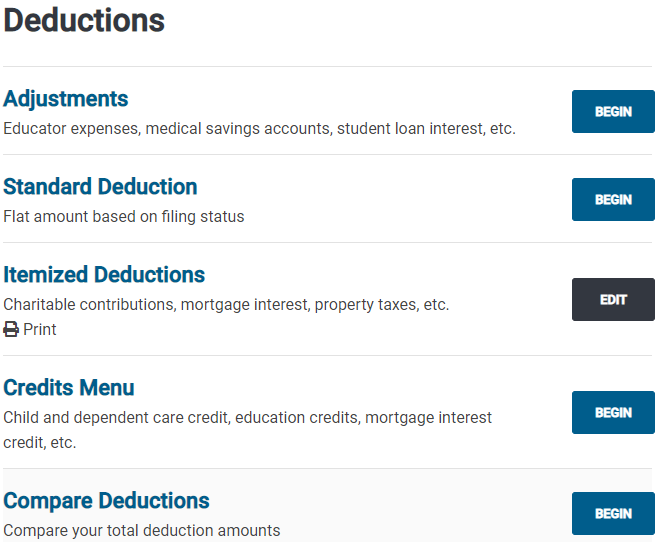 Deductions
Adjustments
Educator expenses, medical savings accounts, student loan interest, etc.
BEGIN
Standard Deduction
Flat amount based on filing status
BEGIN
Itemized Deductions
Charitable contributions, mortgage interest, property taxes, etc.
Print
EDIT
Credits Menu
Child and dependent care credit, education credits, mortgage interest
credit, etc.
BEGIN
Compare Deductions
Compare your total deduction amounts
BEGIN